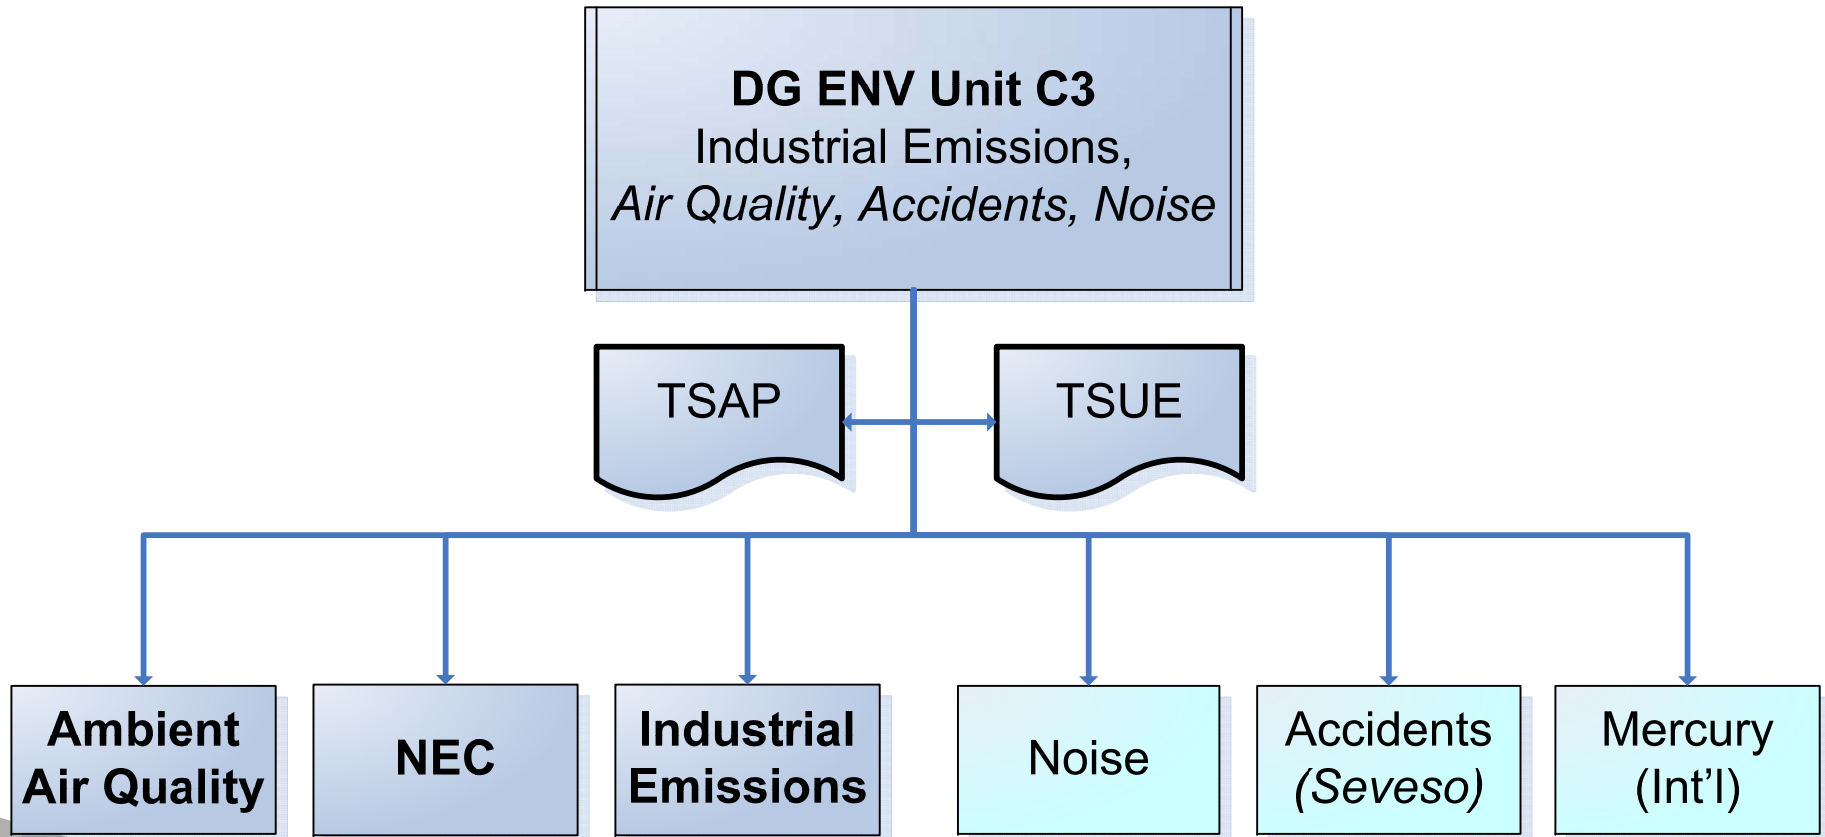 DG ENV Unit C3
Industrial Emissions,
Air Quality, Accidents, Noise
TSAP
TSUE
Ambient
Air Quality
NEC
Industrial
Emissions
Noise
Accidents
(Seveso)
Mercury
(Int'l)